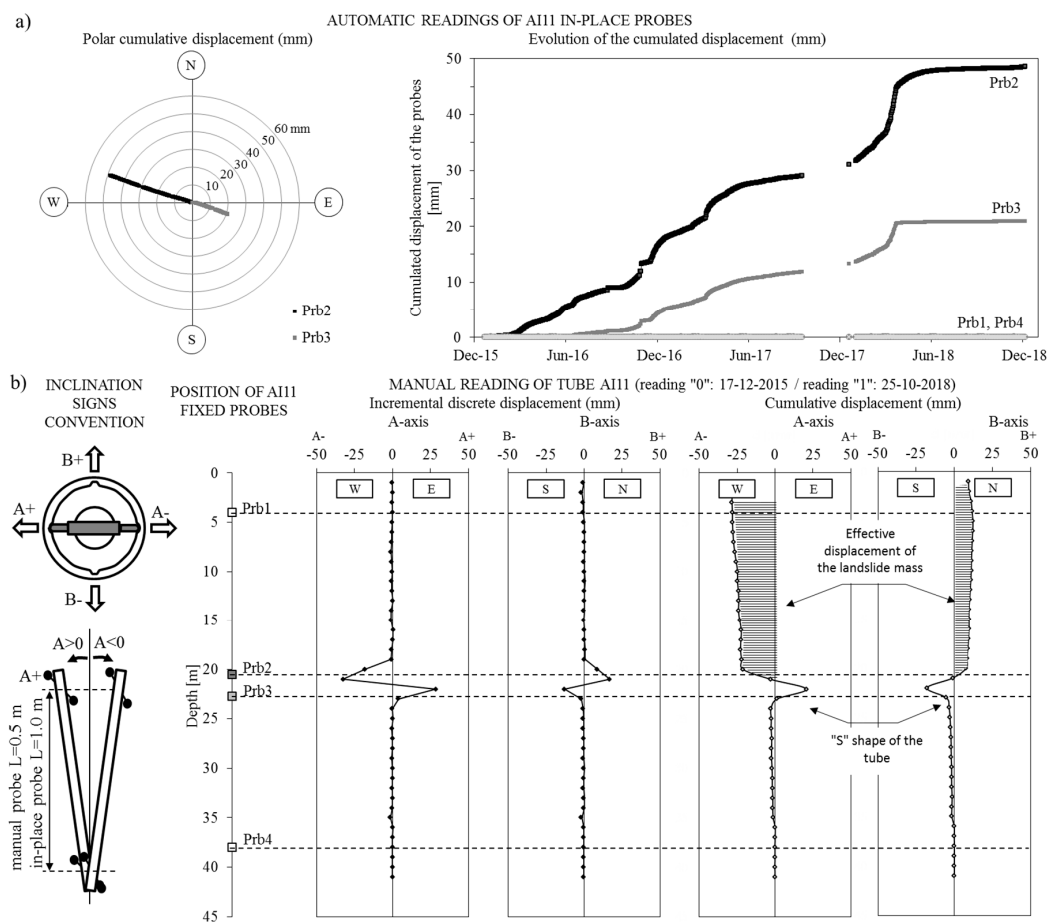 a)
AUTOMATIC READINGS OF AI11 IN-PLACE PROBES
Polar cumulative displacement (mm)
N
W
E
S
10
20
30
40
50
60 mm
Prb2
Prb3
Evolution of the cumulated displacement (mm)
Cumulated displacement of the probes
[mm]
50
40
30
20
10
0
Dec-15
Jun-16
Dec-16
Jun-17
Dec-17
Jun-18
Dec-18
Prb2
Prb3
Prb1, Prb4
b)
INCLINATION
SIGNS
CONVENTION
B+
A+
A-
B-
A>0
A<0
A+
manual probe L=0.5 m
in-place probe L=1.0 m
POSITION OF AI11
FIXED PROBES
Prb1
Prb2
Prb3
Prb4
MANUAL READING OF TUBE AI11 (reading "0": 17-12-2015 / reading "1": 25-10-2018)
Incremental discrete displacement (mm)
Cumulative displacement (mm)
Depth [m]
0
5
10
15
20
25
30
35
40
45
A-axis
A-
A+
-50
-25
0
25
50
W
E
B-axis
B-
B+
-50
-25
0
25
50
S
N
A-axis
A-
A+
-50
-25
0
25
50
W
E
B-axis
B-
B+
-50
-25
0
25
50
S
N
Effective
displacement of
the landslide mass
"S" shape of the
tube